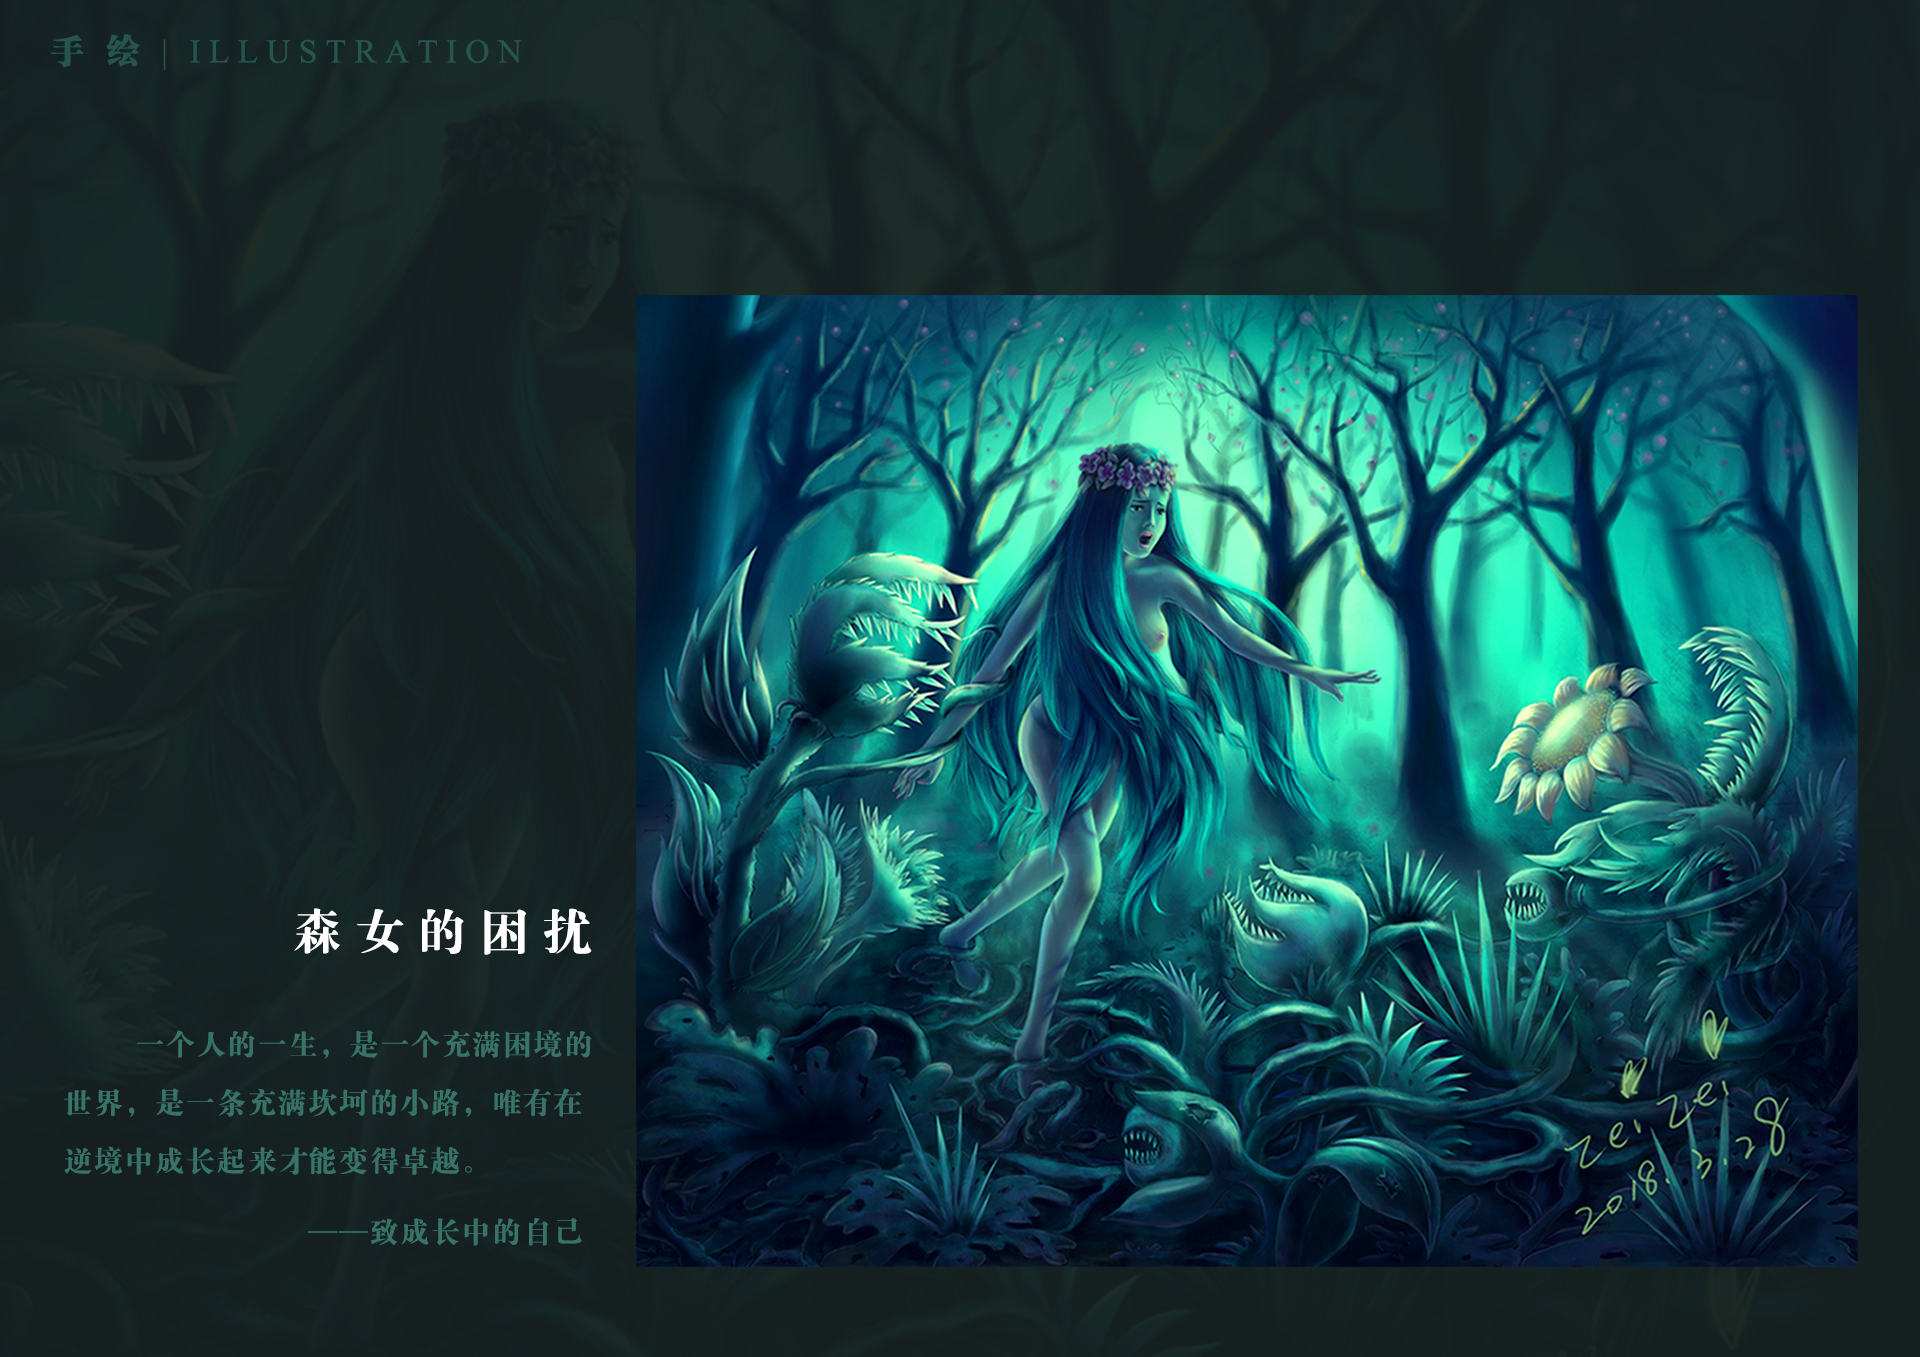 手绘 | ILLUSTRATION
森女的困扰
一个人的一生，是一个充满困境的
世界，是一条充满坎坷的小路，唯有在
逆境中成长起来才能变得卓越。
——致成长中的自己
zei zei
2018.3.28